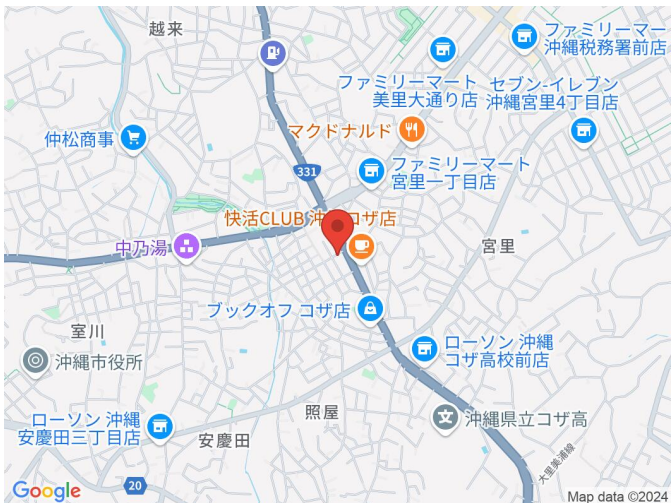 越来
ファミリーマー
沖縄税務署前店
ファミリーマート
美里大通り店
セブン-イレブン
沖縄宮里4丁目店
マクドナルド
仲松商事
331
ファミリーマート
宮里一丁目店
快活CLUB 沖
コザ店
中乃湯
宮里
ブックオフ コザ店
室川
沖縄市役所
ローソン 沖縄
コザ高校前店
照屋
ローソン 沖縄
安慶田三丁目店
安慶田
沖縄県立コザ高
大里美浦線
20
Google
Map data ©2024